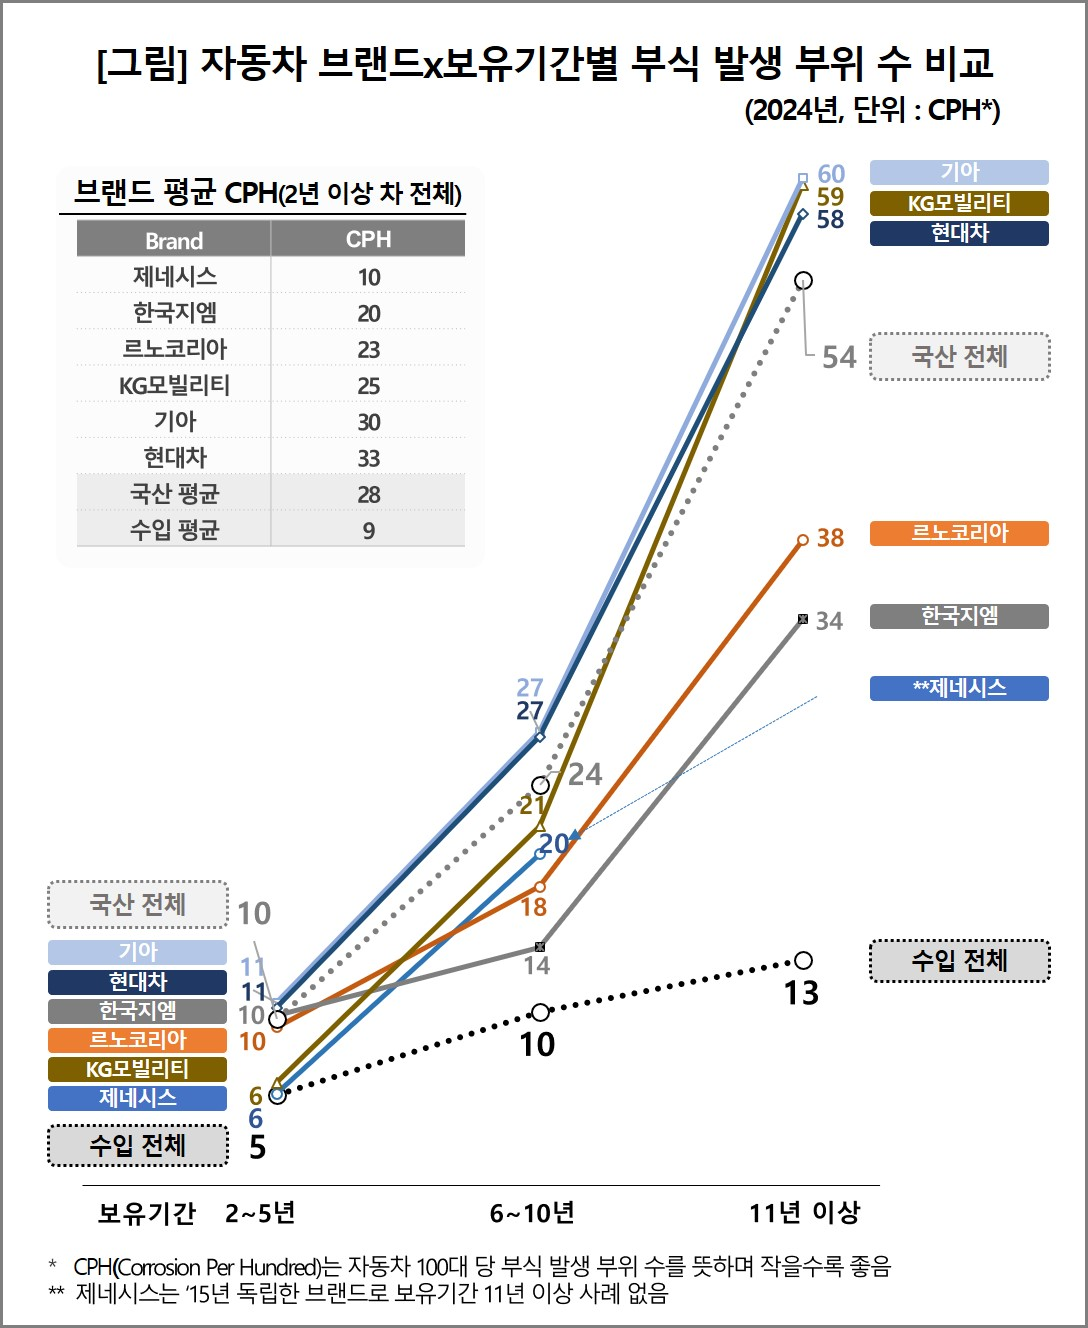 [그림] 자동차 브랜드x보유기간별 부식 발생 부위 수 비교
(2024년, 단위 : CPH*)
브랜드 평균 CPH(2년 이상 차 전체)
Brand CPH
제네시스 10
한국지엠 20
르노코리아 23
KG모빌리티 25
기아 30
현대차 33
국산 평균 28
수입 평균 9
60 기아
59 KG모빌리티
58 현대차
54 국산 전체
38 르노코리아
34 한국지엠
**제네시스
27
27
24
21
20
18
14
국산 전체 10
기아 11
현대차 11
한국지엠 10
르노코리아 10
KG모빌리티 6
제네시스 6
수입 전체 5
10
13
수입 전체
보유기간 2~5년 6~10년 11년 이상
* CPH(Corrosion Per Hundred)는 자동차 100대 당 부식 발생 부위 수를 뜻하며 작을수록 좋음
** 제네시스는 '15년 독립한 브랜드로 보유기간 11년 이상 사례 없음